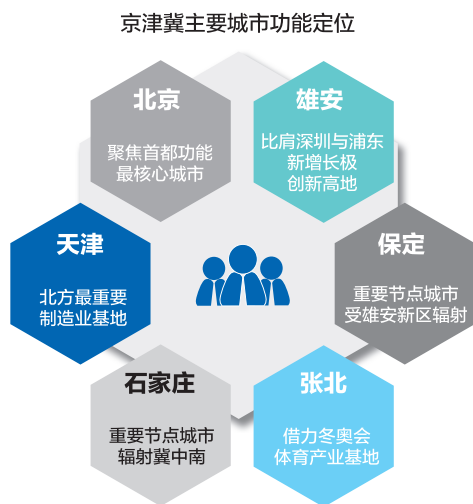 京津冀主要城市功能定位
北京
聚焦首都功能
最核心城市
雄安
比肩深圳与浦东
新增长极
创新高地
天津
北方最重要
制造业基地
保定
重要节点城市
受雄安新区辐射
石家庄
重要节点城市
辐射冀中南
张北
借力冬奥会
体育产业基地